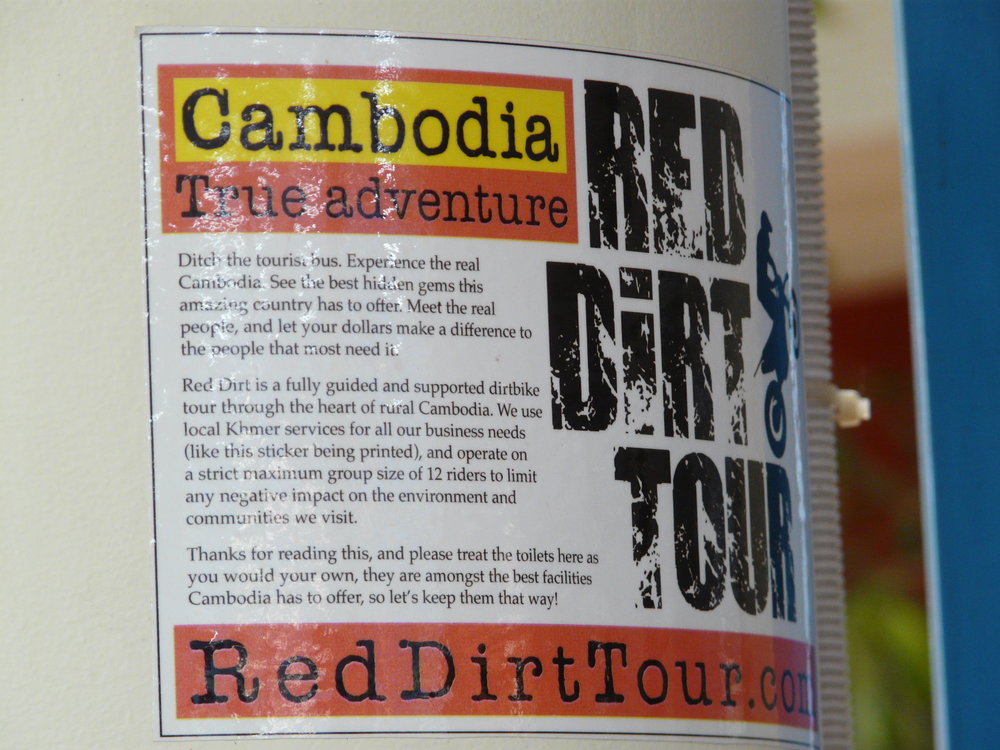 Cambodia
True adventure
RED
DiRT
TOUR
Ditch the tourist bus. Experience the real
Cambodia. See the best hidden gems this
amazing country has to offer. Meet the real
people, and let your dollars make a difference to
the people that most need it.
Red Dirt is a fully guided and supported dirtbike
tour through the heart of rural Cambodia. We use
local Khmer services for all our business needs
(like this sticker being printed), and operate on
a strict maximum group size of 12 riders to limit
any negative impact on the environment and
communities we visit.
Thanks for reading this, and please treat the toilets here as
you would your own, they are amongst the best facilities
Cambodia has to offer, so let's keep them that way!
RedDirtTour.com